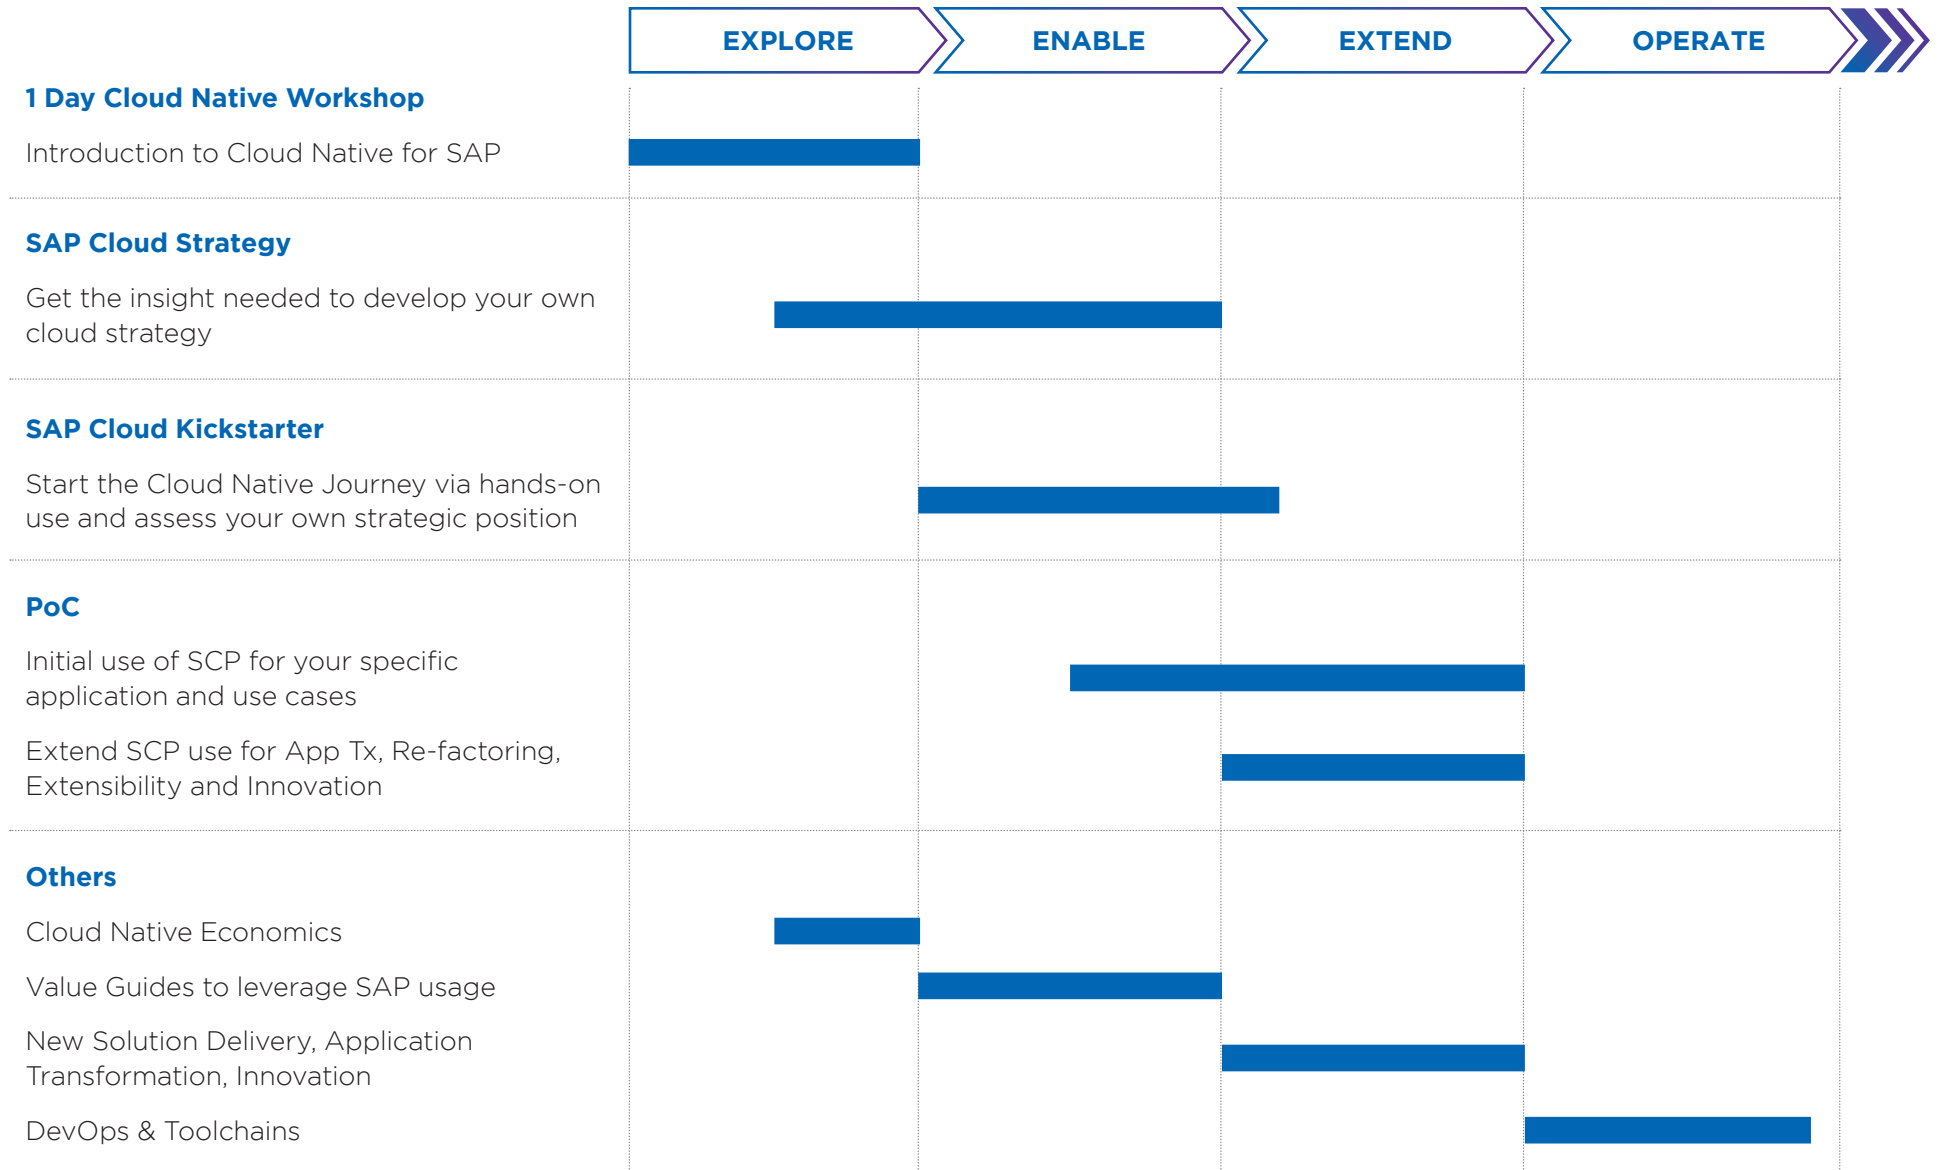 EXPLORE
ENABLE
EXTEND
OPERATE
1 Day Cloud Native Workshop
Introduction to Cloud Native for SAP
SAP Cloud Strategy
Get the insight needed to develop your own
cloud strategy
SAP Cloud Kickstarter
Start the Cloud Native Journey via hands-on
use and assess your own strategic position
PoC
Initial use of SCP for your specific
application and use cases
Extend SCP use for App Tx, Re-factoring,
Extensibility and Innovation
Others
Cloud Native Economics
Value Guides to leverage SAP usage
New Solution Delivery, Application
Transformation, Innovation
DevOps & Toolchains